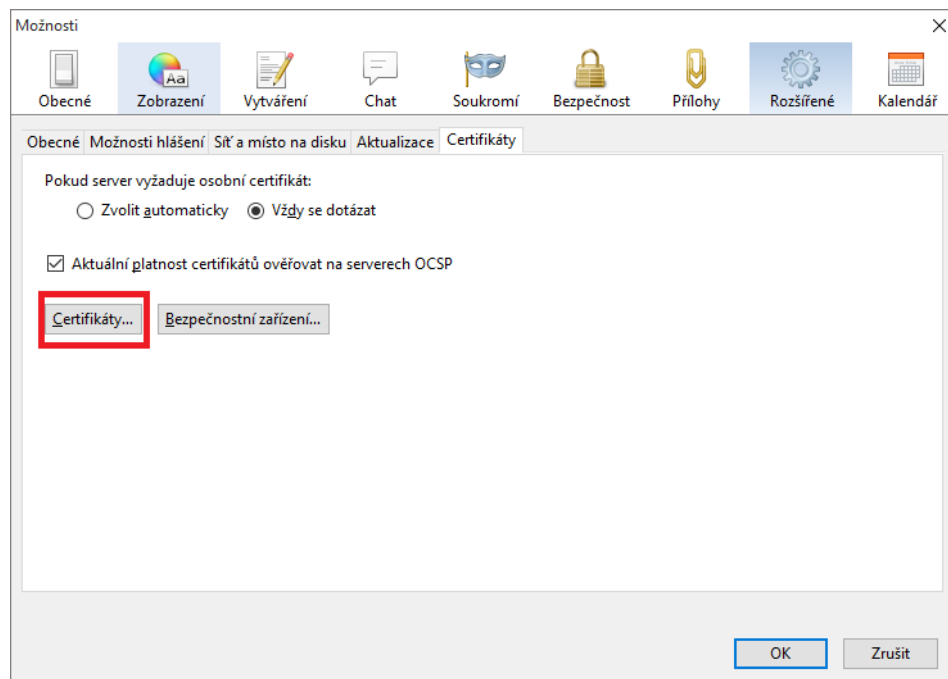 Možnosti
Obecné Zobrazení Vytváření Chat Soukromí Bezpečnost Přílohy Rozšířené Kalendář
Aa
Obecné Možnosti hlášení Síť a místo na disku Aktualizace Certifikáty
Pokud server vyžaduje osobní certifikát:
Zvolit automaticky Vždy se dotázat
Aktuální platnost certifikátů ověřovat na serverech OCSP
Certifikáty... Bezpečnostní zařízení...
OK Zrušit